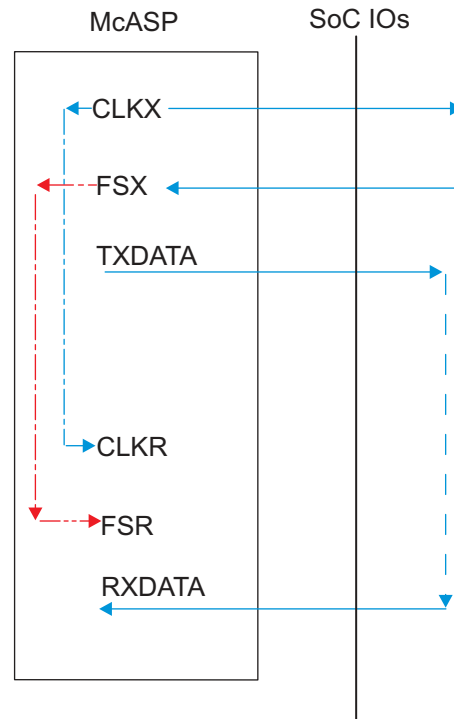 McASP
SoC IOs
CLKX
FSX
TXDATA
CLKR
FSR
RXDATA